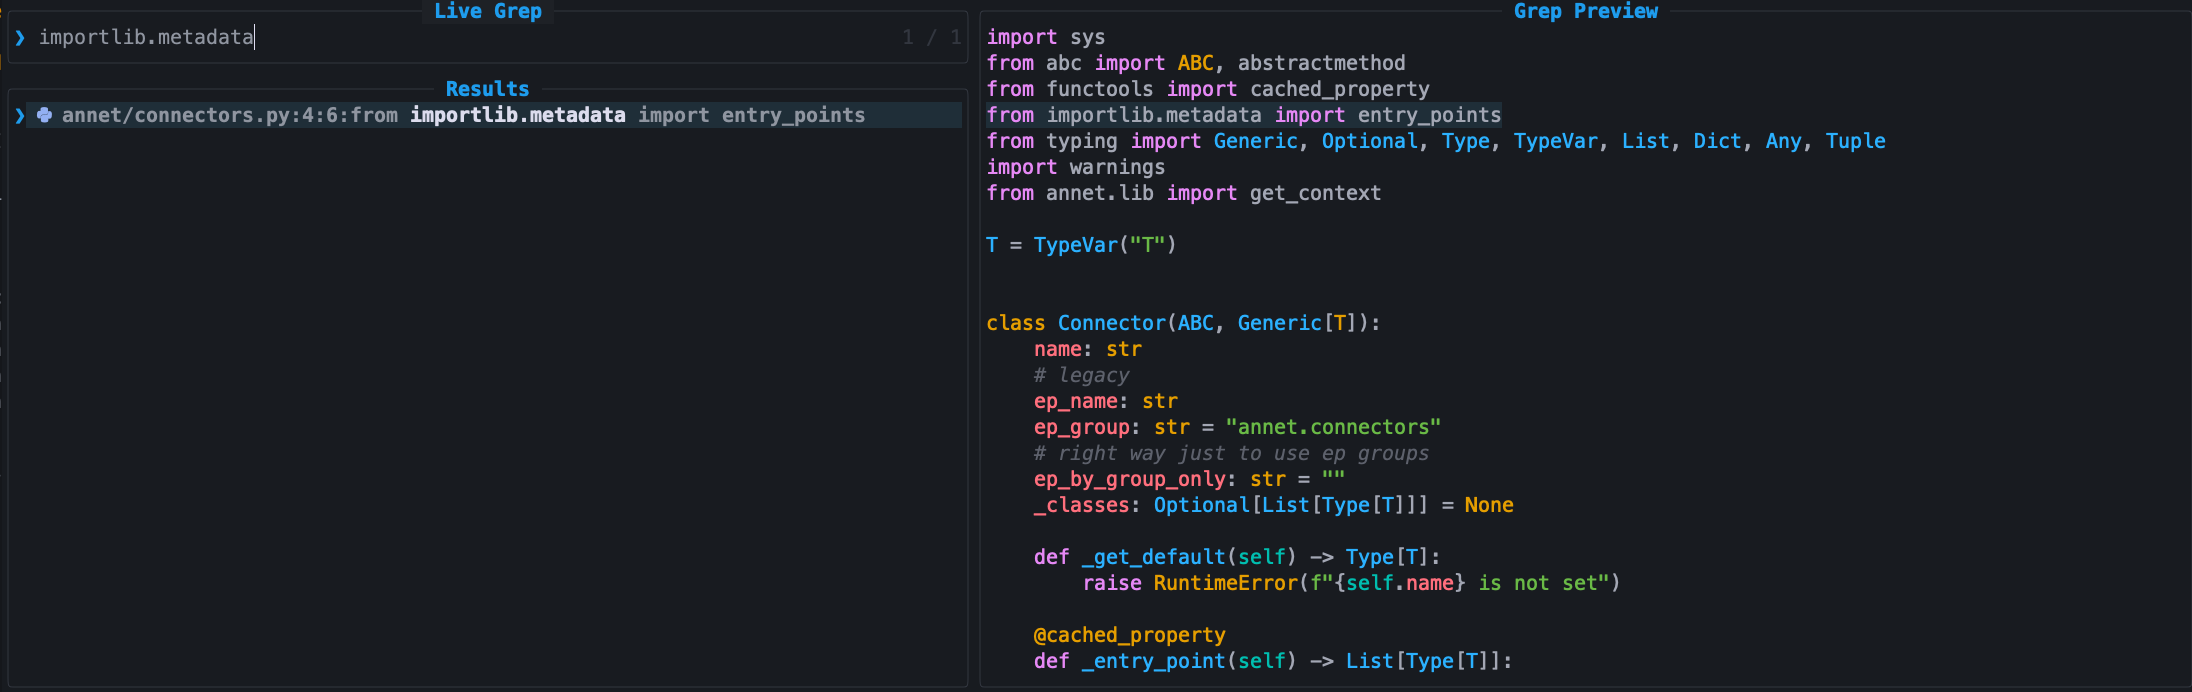 Live Grep
❯ importlib.metadata 1 / 1
Results
❯ annet/connectors.py:4:6:from importlib.metadata import entry_points
Grep Preview
import sys
from abc import ABC, abstractmethod
from functools import cached_property
from importlib.metadata import entry_points
from typing import Generic, Optional, Type, TypeVar, List, Dict, Any, Tuple
import warnings
from annet.lib import get_context
T = TypeVar("T")
class Connector(ABC, Generic[T]):
    name: str
    # legacy
    ep_name: str
    ep_group: str = "annet.connectors"
    # right way just to use ep groups
    ep_by_group_only: str = ""
    _classes: Optional[List[Type[T]]] = None
    def _get_default(self) -> Type[T]:
        raise RuntimeError(f"{self.name} is not set")
    @cached_property
    def _entry_point(self) -> List[Type[T]]: